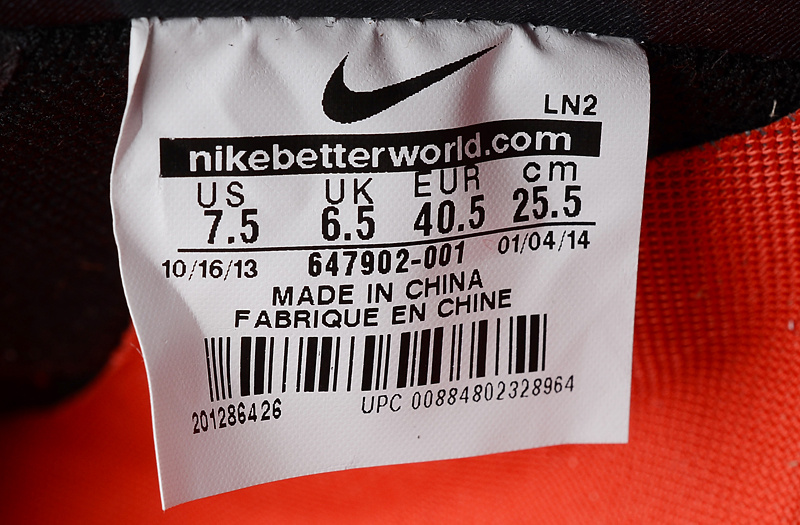 LN2
nikebetterworld.com
US UK EUR cm
7.5 6.5 40.5 25.5
10/16/13 647902-001 01/04/14
MADE IN CHINA
FABRIQUE EN CHINE
201286426 UPC 00884802328964